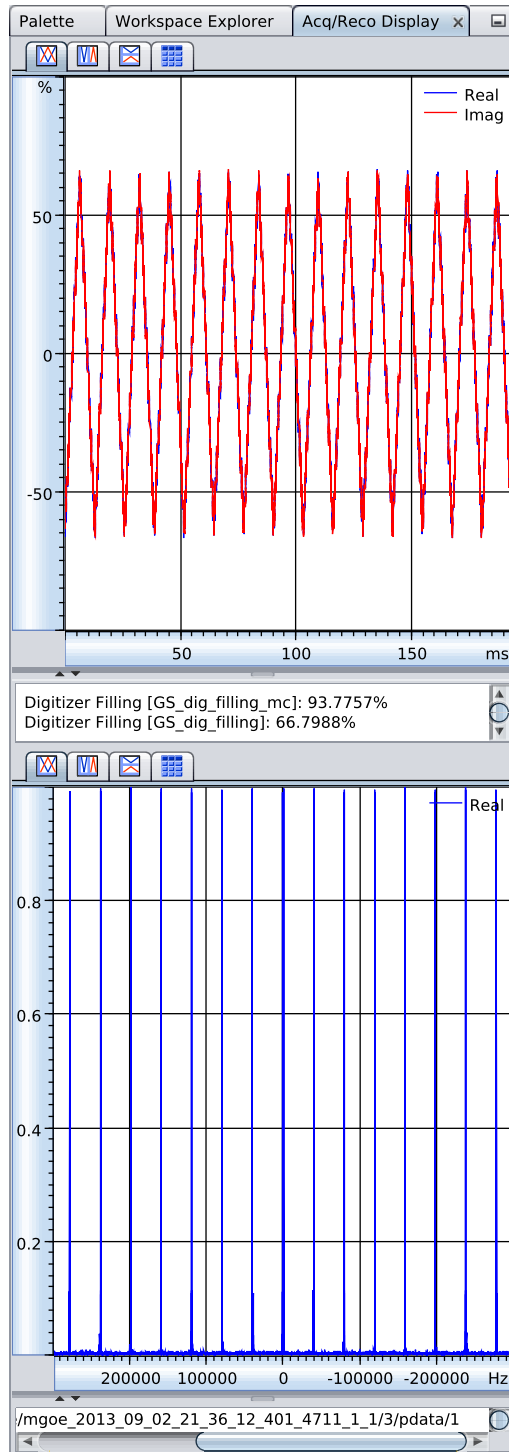 Palette Workspace Explorer Acq/Reco Display
%
Real
Imag
50
0
-50
50 100 150 ms
Digitizer Filling [GS_dig_filling_mc]: 93.7757%
Digitizer Filling [GS_dig_filling]: 66.7988%
Real
0.8
0.6
0.4
0.2
200000 100000 0 -100000 -200000 Hz
/mgoe_2013_09_02_21_36_12_401_4711_1_1/3/pdata/1